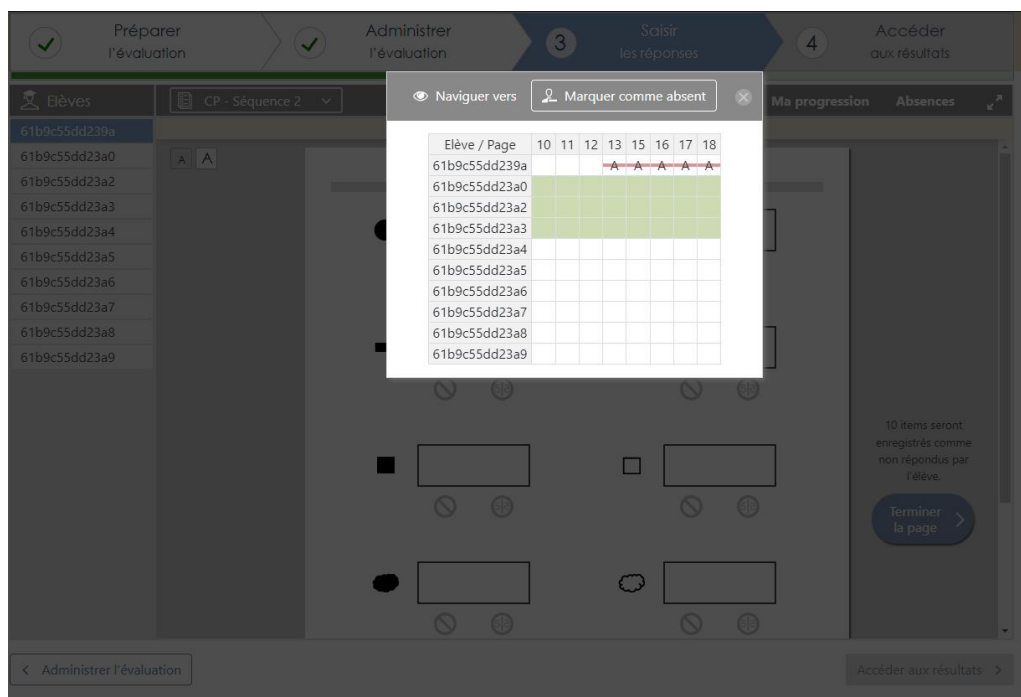 Préparer
l'évaluation
Administrer
l'évaluation
3
Saisir
les réponses
4
Accéder
aux résultats
Elèves
CP - Séquence 2
Naviguer vers
Marquer comme absent
Ma progression
Absences
61b9c55dd239a
61b9c55dd23a0
61b9c55dd23a2
61b9c55dd23a3
61b9c55dd23a4
61b9c55dd23a5
61b9c55dd23a6
61b9c55dd23a7
61b9c55dd23a8
61b9c55dd23a9
A A
Elève / Page 10 11 12 13 15 16 17 18
61b9c55dd239a A A A A A
61b9c55dd23a0
61b9c55dd23a2
61b9c55dd23a3
61b9c55dd23a4
61b9c55dd23a5
61b9c55dd23a6
61b9c55dd23a7
61b9c55dd23a8
61b9c55dd23a9
10 items seront
enregistrés comme
non répondus par
l'élève.
Terminer
la page
Administrer l'évaluation
Accéder aux résultats